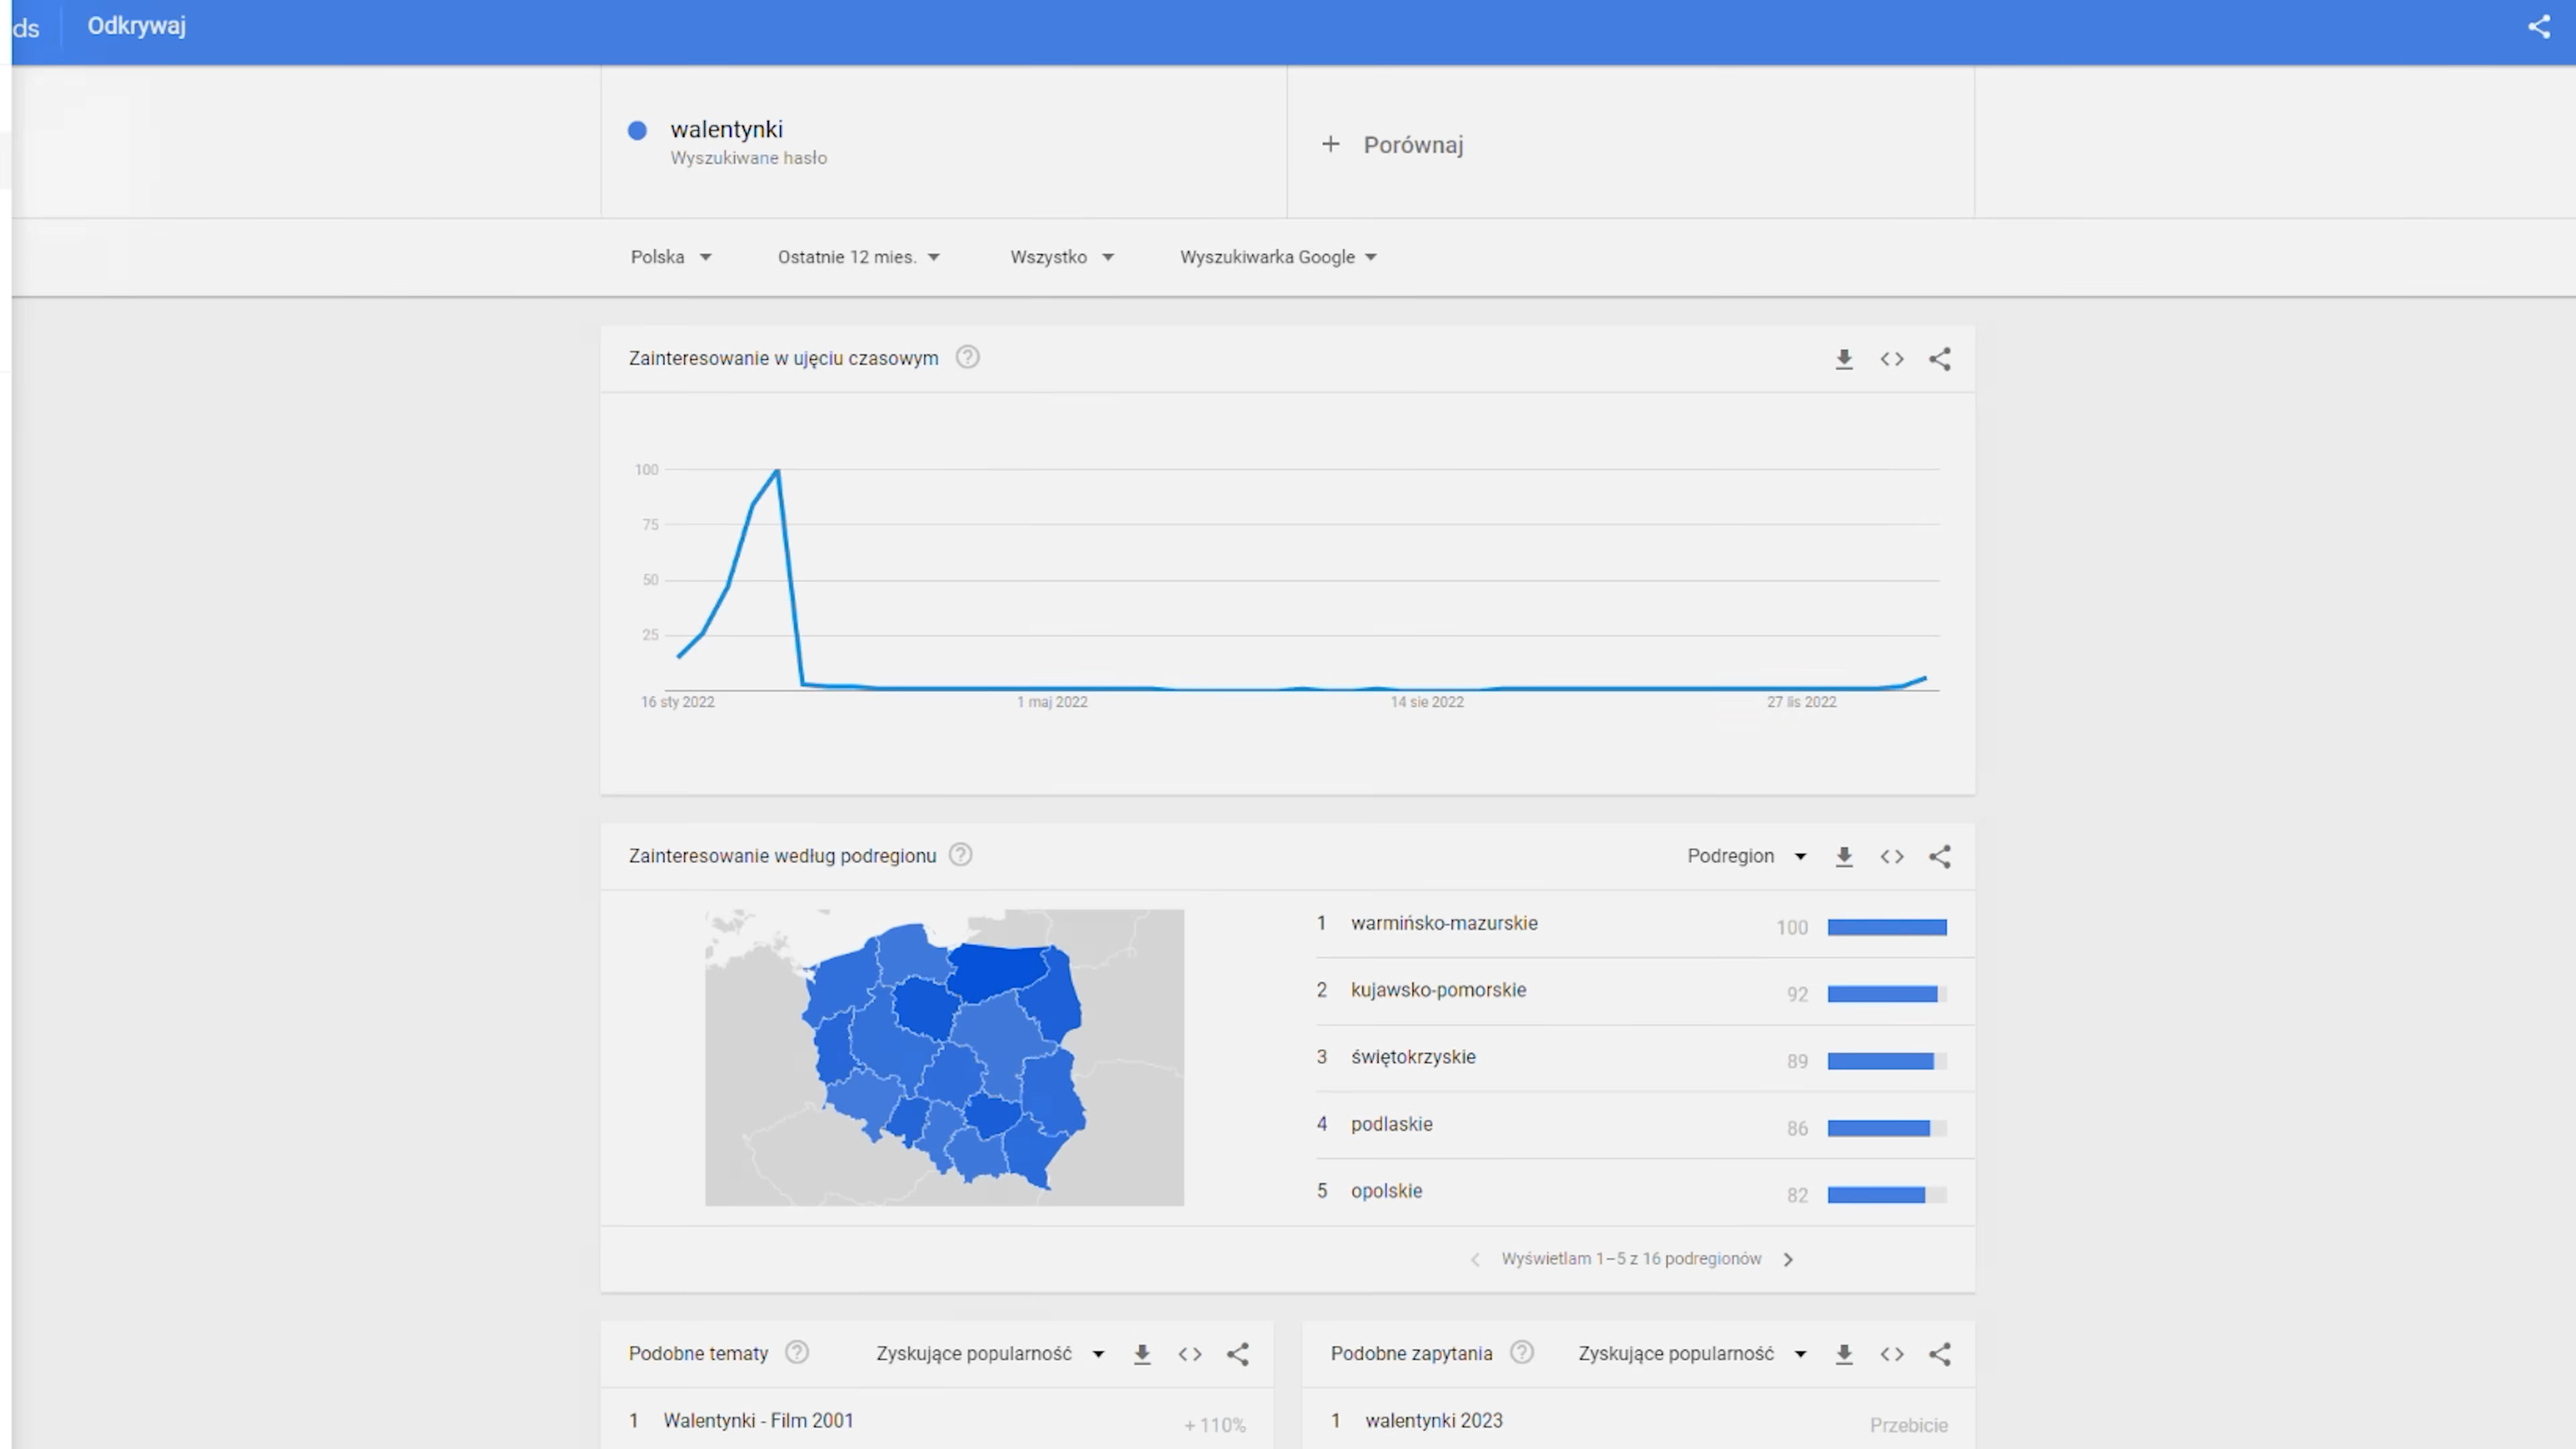 ds Odkrywaj
walentynki
Wyszukiwane hasło
+ Porównaj
Polska Ostatnie 12 mies. Wszystko Wyszukiwarka Google
Zainteresowanie w ujęciu czasowym
100
75
50
25
16 sty 2022 1 maj 2022 14 sie 2022 27 lis 2022
Zainteresowanie według podregionu Podregion
1 warmińsko-mazurskie 100
2 kujawsko-pomorskie 92
3 świętokrzyskie 89
4 podlaskie 86
5 opolskie 82
Wyświetlam 1–5 z 16 podregionów
Podobne tematy Zyskujące popularność
1 Walentynki - Film 2001 + 110%
Podobne zapytania Zyskujące popularność
1 walentynki 2023 Przebicie